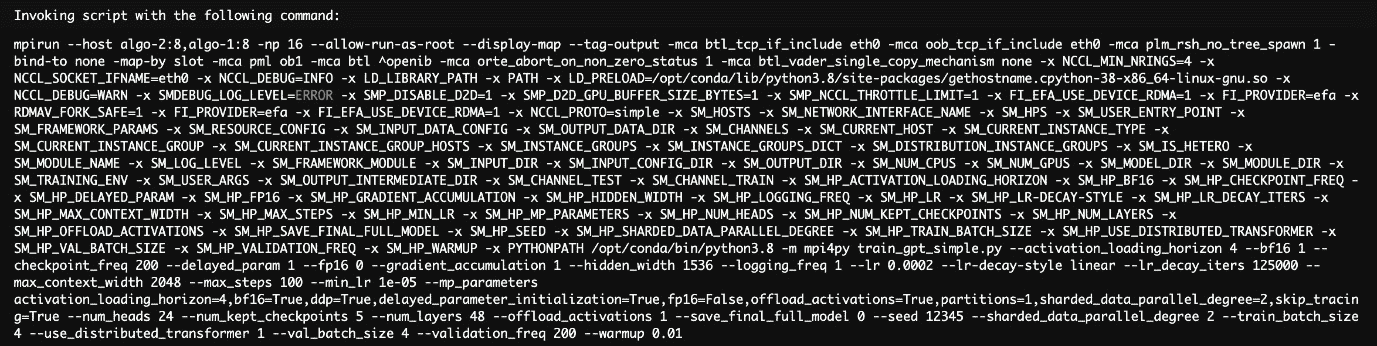 Invoking script with the following command:
mpirun --host algo-2:8,algo-1:8 -np 16 --allow-run-as-root --display-map --tag-output -mca btl_tcp_if_include eth0 -mca oob_tcp_if_include eth0 -mca plm_rsh_no_tree_spawn 1 -
bind-to none -map-by slot -mca pml ob1 -mca btl ^openib -mca orte_abort_on_non_zero_status 1 -mca btl_vader_single_copy_mechanism none -x NCCL_MIN_NRINGS=4 -x
NCCL_SOCKET_IFNAME=eth0 -x NCCL_DEBUG=INFO -x LD_LIBRARY_PATH -x PATH -x LD_PRELOAD=/opt/conda/lib/python3.8/site-packages/gethostname.cpython-38-x86_64-linux-gnu.so -x
NCCL_DEBUG=WARN -x SMDEBUG_LOG_LEVEL=ERROR -x SMP_DISABLE_D2D=1 -x SMP_D2D_GPU_BUFFER_SIZE_BYTES=1 -x SMP_NCCL_THROTTLE_LIMIT=1 -x FI_EFA_USE_DEVICE_RDMA=1 -x FI_PROVIDER=efa -x
RDMAV_FORK_SAFE=1 -x FI_PROVIDER=efa -x FI_EFA_USE_DEVICE_RDMA=1 -x NCCL_PROTO=simple -x SM_HOSTS -x SM_NETWORK_INTERFACE_NAME -x SM_HPS -x SM_USER_ENTRY_POINT -x
SM_FRAMEWORK_PARAMS -x SM_RESOURCE_CONFIG -x SM_INPUT_DATA_CONFIG -x SM_OUTPUT_DATA_DIR -x SM_CHANNELS -x SM_CURRENT_HOST -x SM_CURRENT_INSTANCE_TYPE -x
SM_CURRENT_INSTANCE_GROUP -x SM_CURRENT_INSTANCE_GROUP_HOSTS -x SM_INSTANCE_GROUPS -x SM_INSTANCE_GROUPS_DICT -x SM_DISTRIBUTION_INSTANCE_GROUPS -x SM_IS_HETERO -x
SM_MODULE_NAME -x SM_LOG_LEVEL -x SM_FRAMEWORK_MODULE -x SM_INPUT_DIR -x SM_INPUT_CONFIG_DIR -x SM_OUTPUT_DIR -x SM_NUM_CPUS -x SM_NUM_GPUS -x SM_MODEL_DIR -x SM_MODULE_DIR -x
SM_TRAINING_ENV -x SM_USER_ARGS -x SM_OUTPUT_INTERMEDIATE_DIR -x SM_CHANNEL_TEST -x SM_CHANNEL_TRAIN -x SM_HP_ACTIVATION_LOADING_HORIZON -x SM_HP_BF16 -x SM_HP_CHECKPOINT_FREQ -
x SM_HP_DELAYED_PARAM -x SM_HP_FP16 -x SM_HP_GRADIENT_ACCUMULATION -x SM_HP_HIDDEN_WIDTH -x SM_HP_LOGGING_FREQ -x SM_HP_LR -x SM_HP_LR-DECAY-STYLE -x SM_HP_LR_DECAY_ITERS -x
SM_HP_MAX_CONTEXT_WIDTH -x SM_HP_MAX_STEPS -x SM_HP_MIN_LR -x SM_HP_MP_PARAMETERS -x SM_HP_NUM_HEADS -x SM_HP_NUM_KEPT_CHECKPOINTS -x SM_HP_NUM_LAYERS -x
SM_HP_OFFLOAD_ACTIVATIONS -x SM_HP_SAVE_FINAL_FULL_MODEL -x SM_HP_SEED -x SM_HP_SHARDED_DATA_PARALLEL_DEGREE -x SM_HP_TRAIN_BATCH_SIZE -x SM_HP_USE_DISTRIBUTED_TRANSFORMER -x
SM_HP_VAL_BATCH_SIZE -x SM_HP_VALIDATION_FREQ -x SM_HP_WARMUP -x PYTHONPATH /opt/conda/bin/python3.8 -m mpi4py train_gpt_simple.py --activation_loading_horizon 4 --bf16 1 --
checkpoint_freq 200 --delayed_param 1 --fp16 0 --gradient_accumulation 1 --hidden_width 1536 --logging_freq 1 --lr 0.0002 --lr-decay-style linear --lr_decay_iters 125000 --
max_context_width 2048 --max_steps 100 --min_lr 1e-05 --mp_parameters
activation_loading_horizon=4,bf16=True,ddp=True,delayed_parameter_initialization=True,fp16=False,offload_activations=True,partitions=1,sharded_data_parallel_degree=2,skip_tracin
g=True --num_heads 24 --num_kept_checkpoints 5 --num_layers 48 --offload_activations 1 --save_final_full_model 0 --seed 12345 --sharded_data_parallel_degree 2 --train_batch_size
4 --use_distributed_transformer 1 --val_batch_size 4 --validation_freq 200 --warmup 0.01